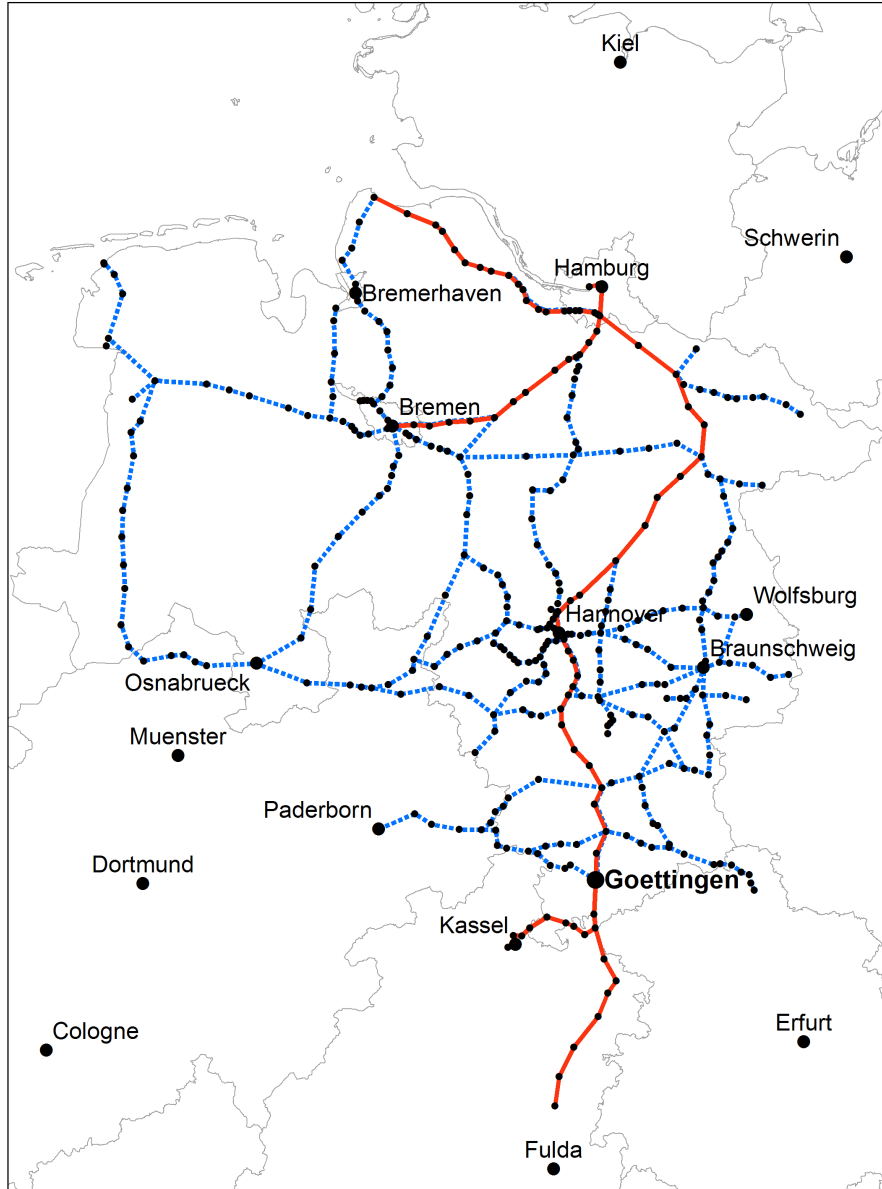 Kiel
Schwerin
Hamburg
Bremerhaven
Bremen
Wolfsburg
Hannover
Braunschweig
Osnabrueck
Muenster
Paderborn
Dortmund
Goettingen
Kassel
Erfurt
Cologne
Fulda